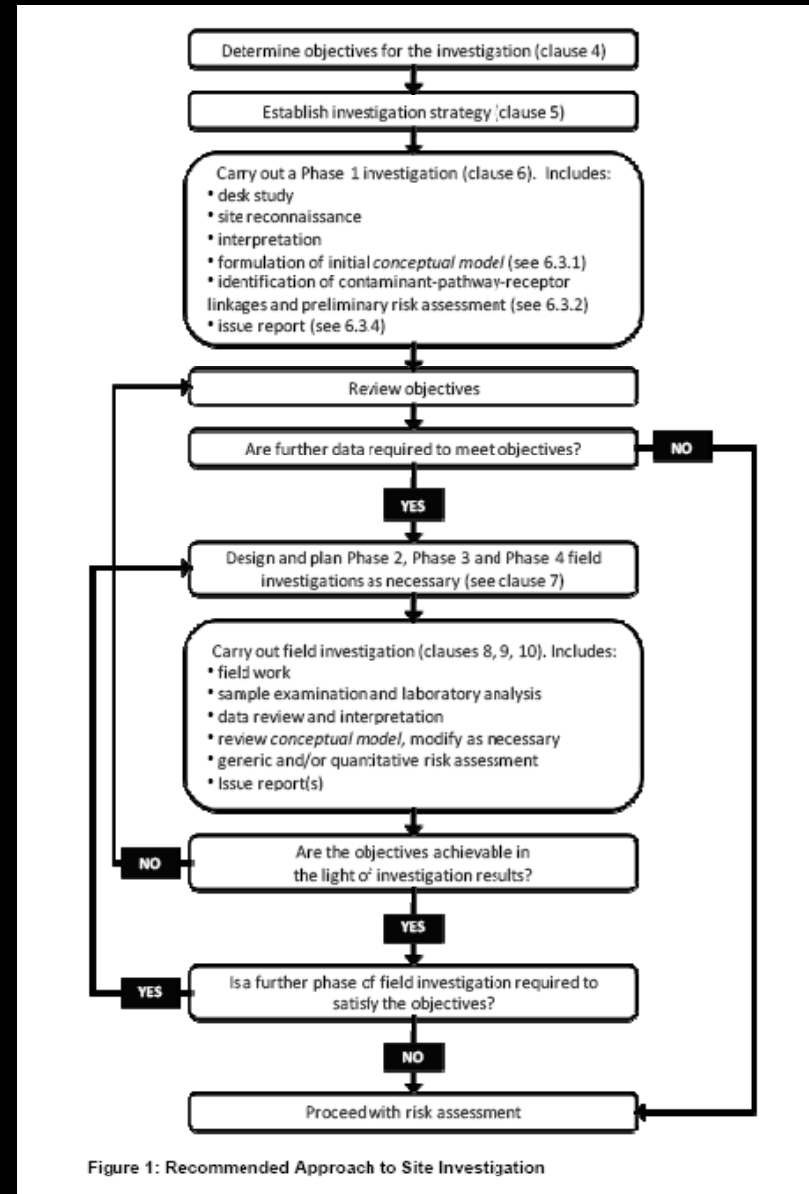 Determine objectives for the investigation (clause 4)
Establish investigation strategy (clause 5)
Carry out a Phase 1 investigation (clause 6). Includes:
• desk study
• site reconnaissance
• interpretation
• formulation of initial conceptual model (see 6.3.1)
• identification of contaminant-pathway-receptor
linkages and preliminary risk assessment (see 6.3.2)
• issue report (see 6.3.4)
Review objectives
Are further data required to meet objectives?
NO
YES
Design and plan Phase 2, Phase 3 and Phase 4 field
investigations as necessary (see clause 7)
Carry out field investigation (clauses 8, 9, 10). Includes:
• field work
• sample examination and laboratory analysis
• data review and interpretation
• review conceptual model, modify as necessary
• generic and/or quantitative risk assessment
• Issue report(s)
Are the objectives achievable in
the light of investigation results?
NO
YES
Is a further phase of field investigation required to
satisfy the objectives?
YES
NO
Proceed with risk assessment
Figure 1: Recommended Approach to Site Investigation